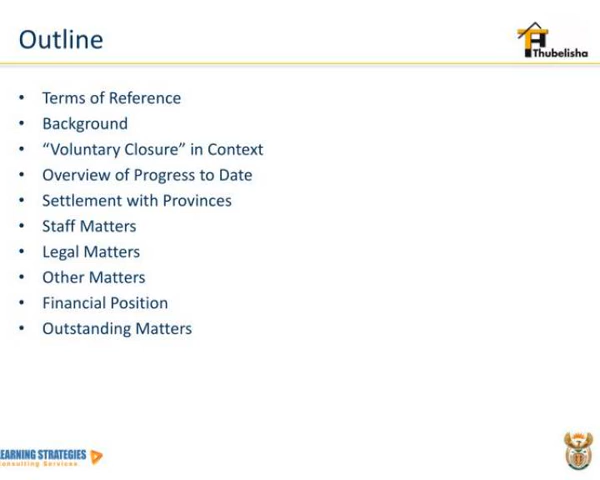 Outline
Thubelisha
• Terms of Reference
• Background
• “Voluntary Closure” in Context
• Overview of Progress to Date
• Settlement with Provinces
• Staff Matters
• Legal Matters
• Other Matters
• Financial Position
• Outstanding Matters
EARNING STRATEGIES
onsulting Services